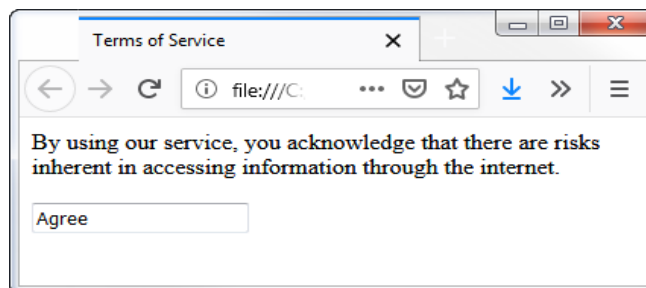 Terms of Service
file:///C:
By using our service, you acknowledge that there are risks
inherent in accessing information through the internet.
Agree